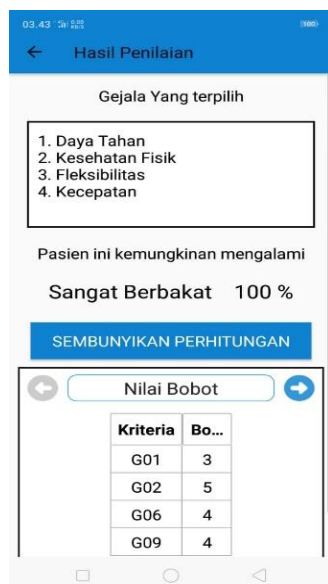 03.43
Hasil Penilaian
100
Gejala Yang terpilih
1. Daya Tahan
2. Kesehatan Fisik
3. Fleksibilitas
4. Kecepatan
Pasien ini kemungkinan mengalami
Sangat Berbakat 100 %
SEMBUNYIKAN PERHITUNGAN
Nilai Bobot
Kriteria Bo...
G01 3
G02 5
G06 4
G09 4